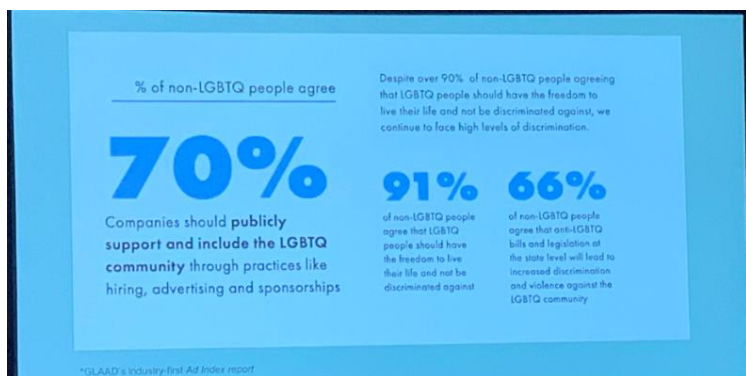 % of non-LGBTQ people agree
70%
Companies should publicly
support and include the LGBTQ
community through practices like
hiring, advertising and sponsorships
Despite over 90% of non-LGBTQ people agreeing
that LGBTQ people should have the freedom to
live their life and not be discriminated against, we
continue to face high levels of discrimination.
91%
of non-LGBTQ people
agree that LGBTQ
people should have
the freedom to live
their life and not be
discriminated against
66%
of non-LGBTQ people
agree that anti-LGBTQ
bills and legislation at
the state level will lead to
increased discrimination
and violence against the
LGBTQ community
*GLAAD's industry-first Ad Index report